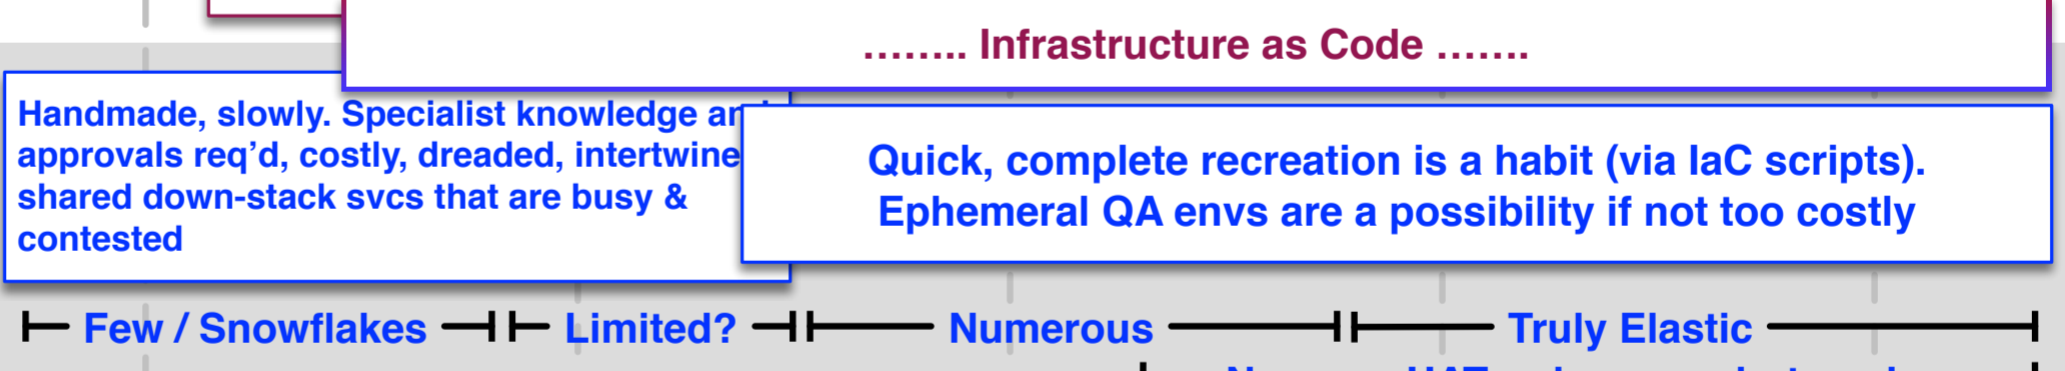 …….. Infrastructure as Code …….
Handmade, slowly. Specialist knowledge
approvals req’d, costly, dreaded, intertwine
shared down-stack svcs that are busy &
contested
Quick, complete recreation is a habit (via IaC scripts).
Ephemeral QA envs are a possibility if not too costly
Few / Snowflakes Limited? Numerous Truly Elastic